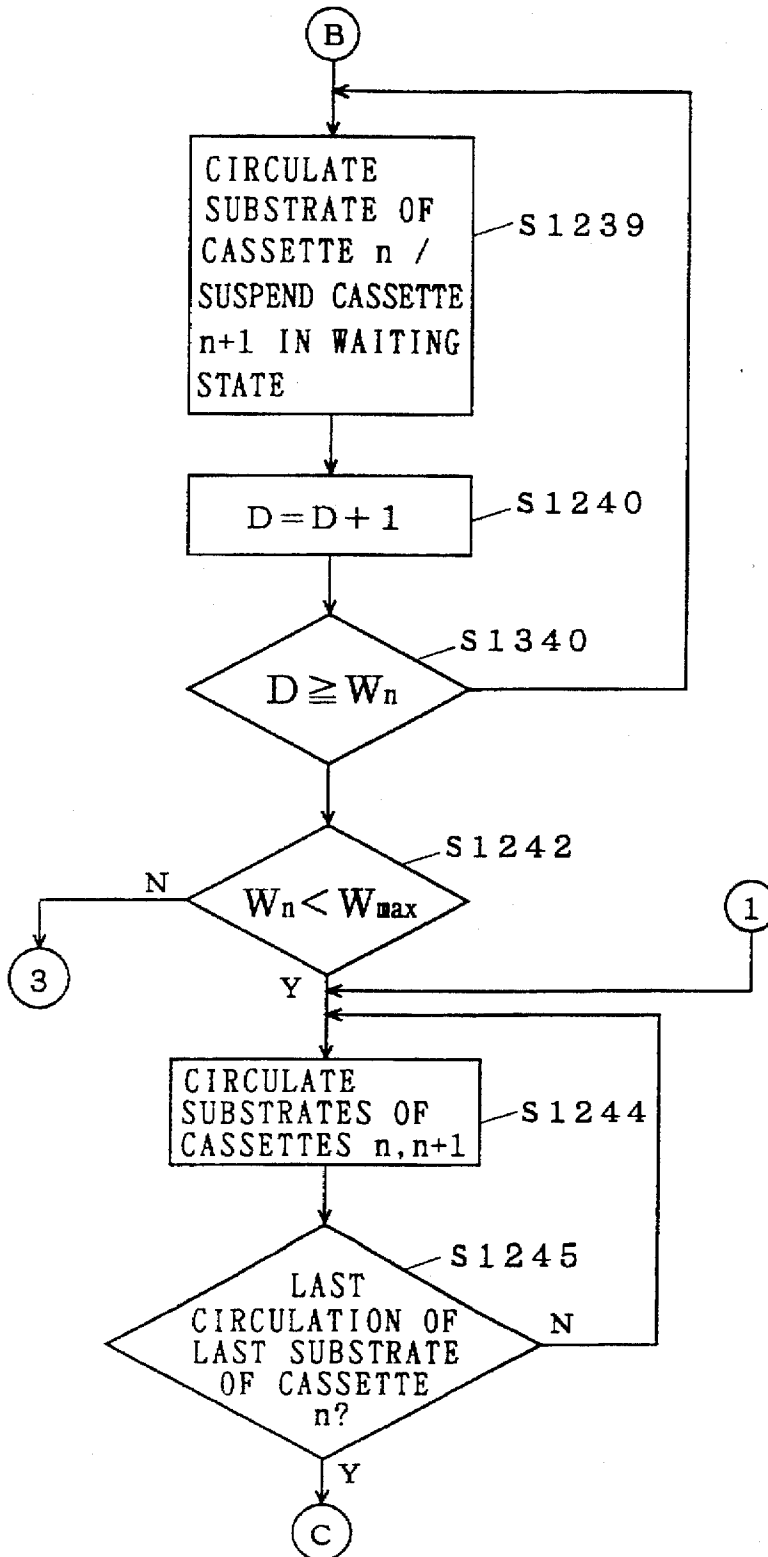 B
CIRCULATE
SUBSTRATE OF
CASSETTE n /
SUSPEND CASSETTE
n+1 IN WAITING
STATE
S1239
D=D+1
S1240
S1340
D≧Wn
S1242
N
Wn<Wmax
1
3
Y
CIRCULATE
SUBSTRATES OF
CASSETTES n,n+1
S1244
S1245
LAST
CIRCULATION OF
LAST SUBSTRATE
OF CASSETTE
n?
N
Y
C